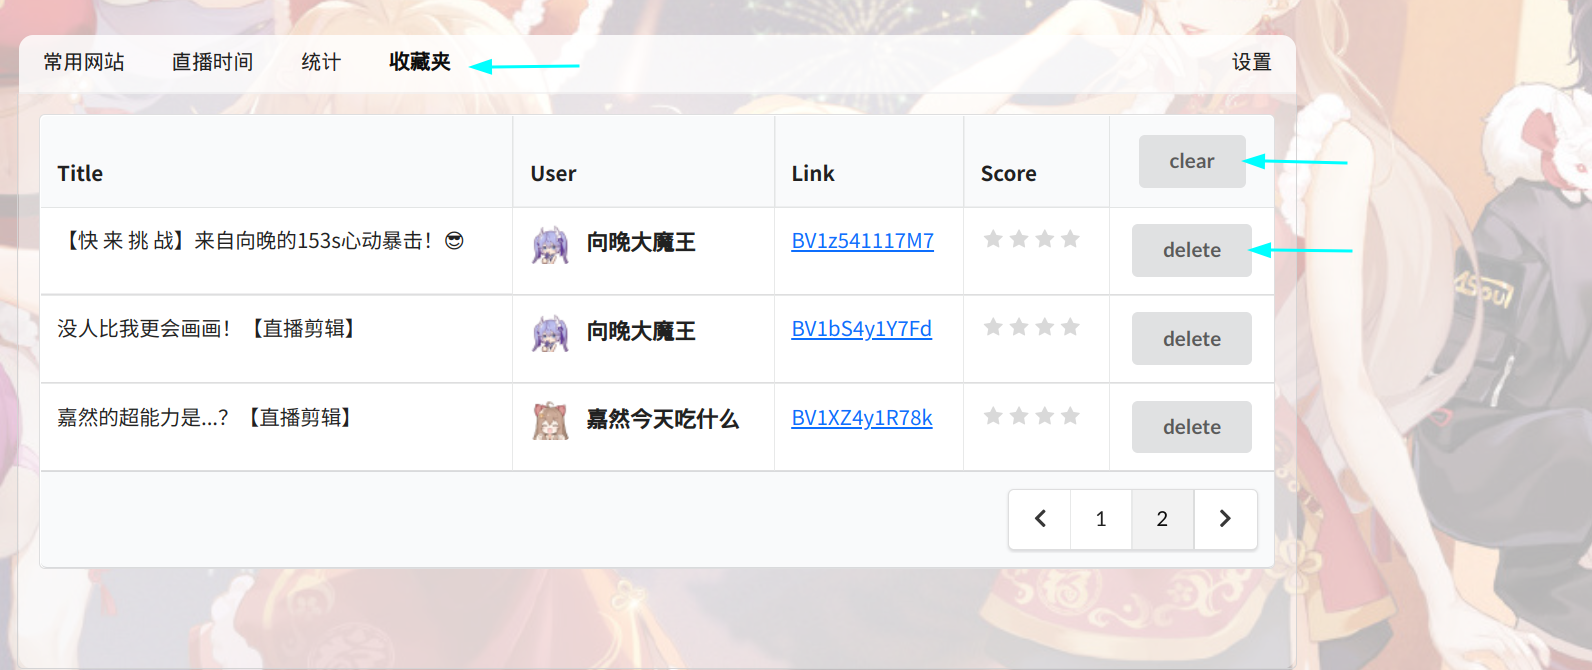 常用网站 直播时间 统计 收藏夹 设置
Title User Link Score clear
【快 来 挑 战】来自向晚的153s心动暴击！😎 向晚大魔王 BV1z541117M7 delete
没人比我更会画画！【直播剪辑】 向晚大魔王 BV1bS4y1Y7Fd delete
嘉然的超能力是...？【直播剪辑】 嘉然今天吃什么 BV1XZ4y1R78k delete
1 2
ASoul